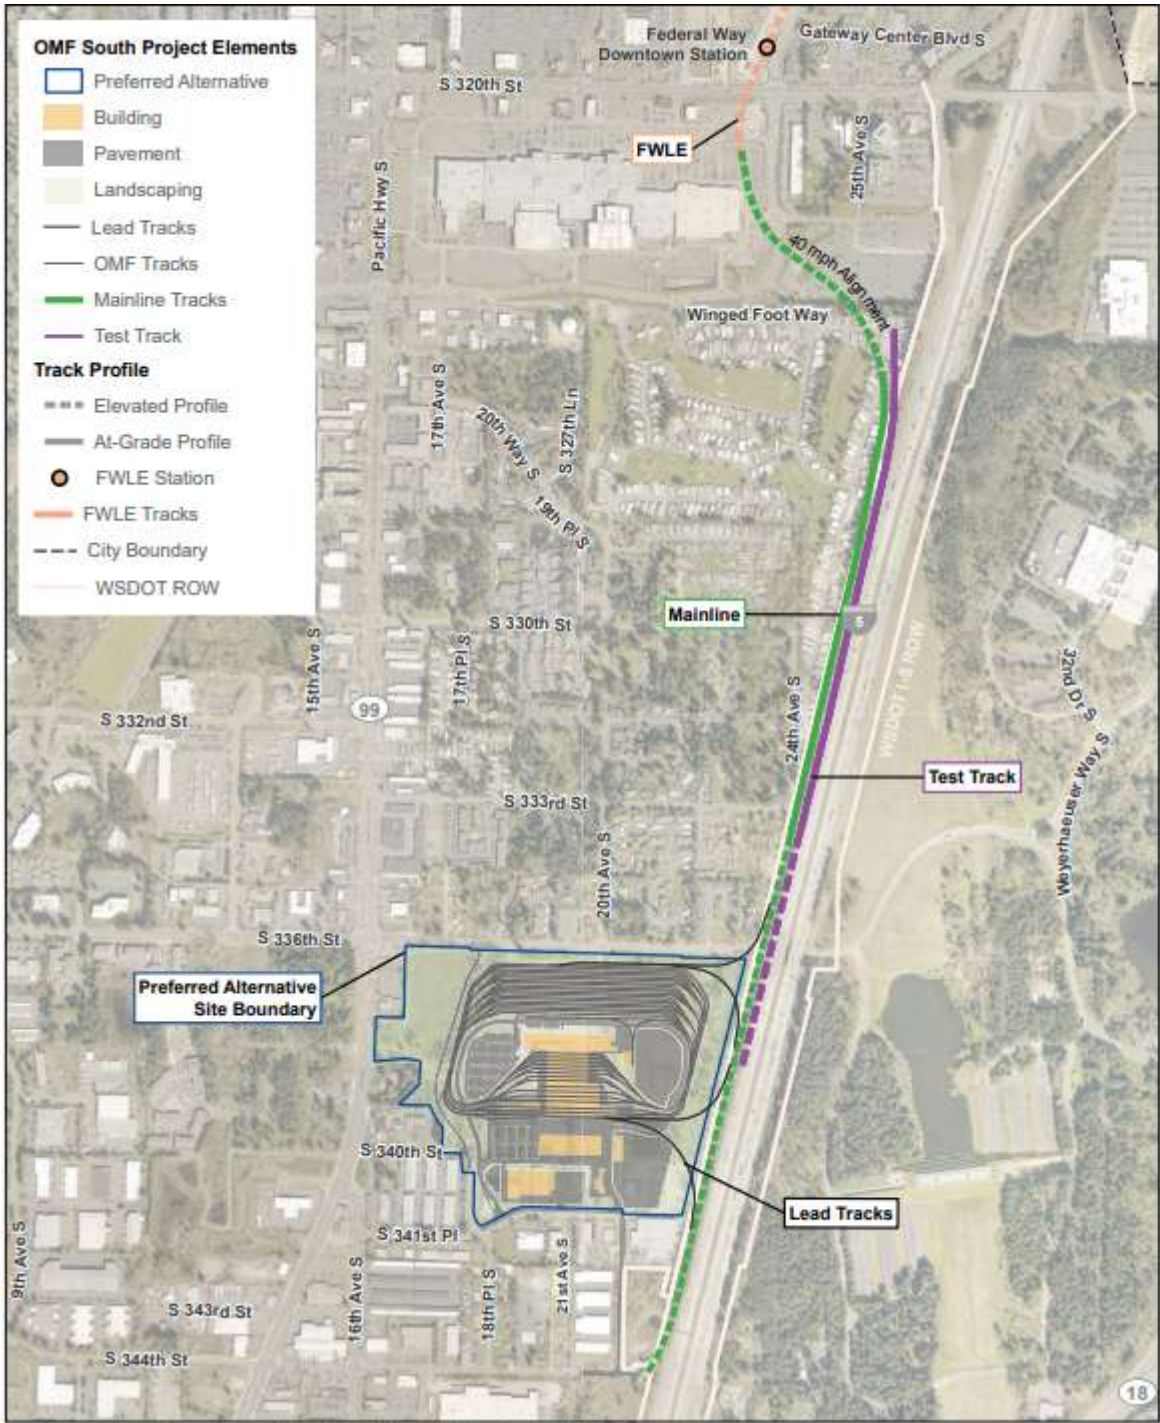 OMF South Project Elements
Preferred Alternative
Building
Pavement
Landscaping
Lead Tracks
OMF Tracks
Mainline Tracks
Test Track
Track Profile
Elevated Profile
At-Grade Profile
FWLE Station
FWLE Tracks
City Boundary
WSDOT ROW
Federal Way
Downtown Station
Gateway Center Blvd S
S 320th St
FWLE
25th Ave S
Pacific Hwy S
40 mph Alignment
Winged Foot Way
17th Ave S
20th Way S
S 327th Ln
19th Pl S
Mainline
5
S 330th St
WSDOT ROW
15th Ave S
17th Pl S
32nd Dr S
99
S 332nd St
24th Ave S
Weyerhaeuser Way S
Test Track
S 333rd St
20th Ave S
S 336th St
Preferred Alternative
Site Boundary
S 340th St
Lead Tracks
S 341st Pl
9th Ave S
16th Ave S
18th Pl S
21st Ave S
S 343rd St
S 344th St
18